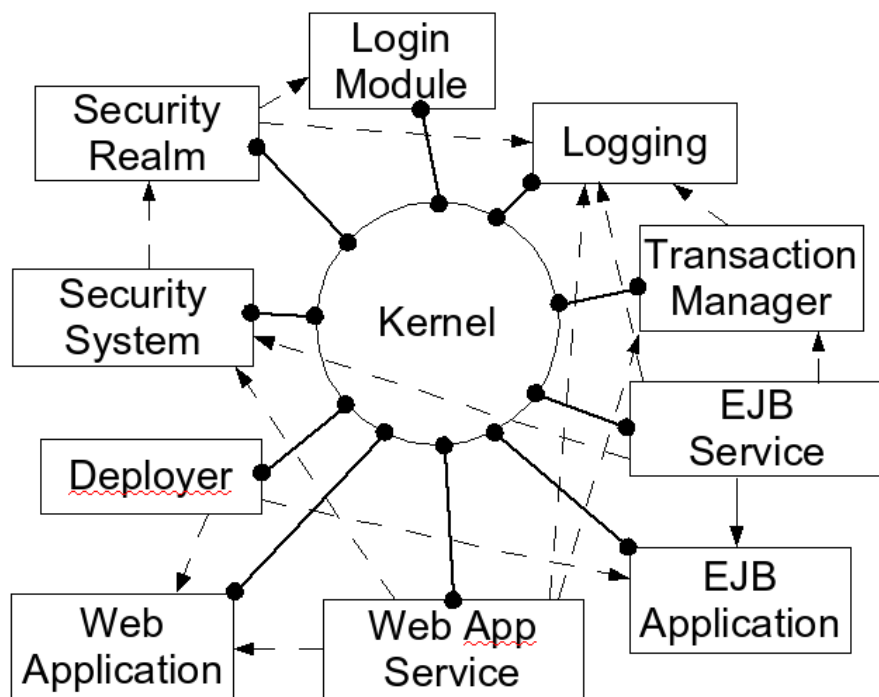 Login
Module
Security
Realm
Logging
Security
System
Kernel
Transaction
Manager
EJB
Service
Deployer
EJB
Application
Web
Application
Web App
Service